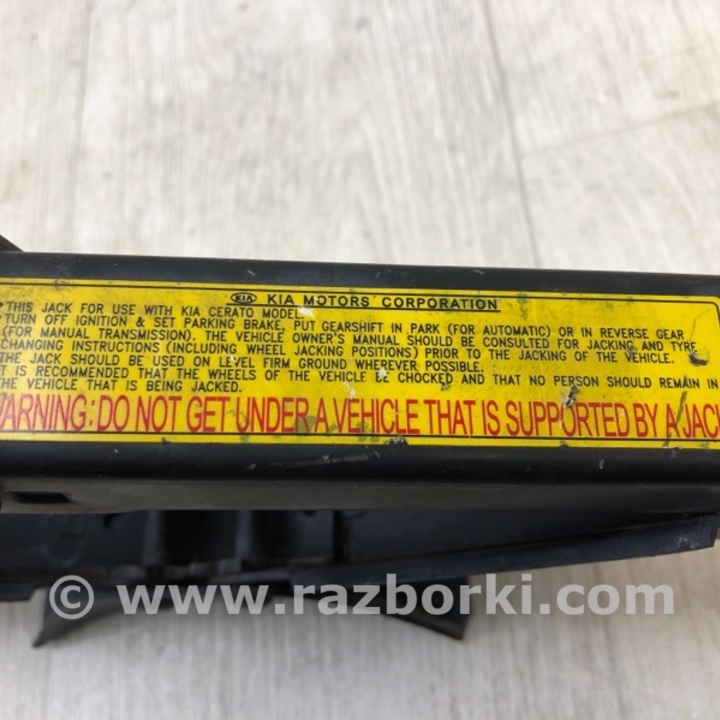 KIA KIA MOTORS CORPORATION
THIS JACK FOR USE WITH KIA CERATO MODEL
TURN OFF IGNITION & SET PARKING BRAKE, PUT GEARSHIFT IN PARK (FOR AUTOMATIC) OR IN REVERSE GEAR
(FOR MANUAL TRANSMISSION). THE VEHICLE OWNER'S MANUAL SHOULD BE CONSULTED FOR JACKING AND TYRE
CHANGING INSTRUCTIONS (INCLUDING WHEEL JACKING POSITIONS) PRIOR TO THE JACKING OF THE VEHICLE.
THE JACK SHOULD BE USED ON LEVEL FIRM GROUND WHEREVER POSSIBLE.
IT IS RECOMMENDED THAT THE WHEELS OF THE VEHICLE BE CHOCKED AND THAT NO PERSON SHOULD REMAIN IN
THE VEHICLE THAT IS BEING JACKED.
WARNING: DO NOT GET UNDER A VEHICLE THAT IS SUPPORTED BY A JACK
© www.razborki.com